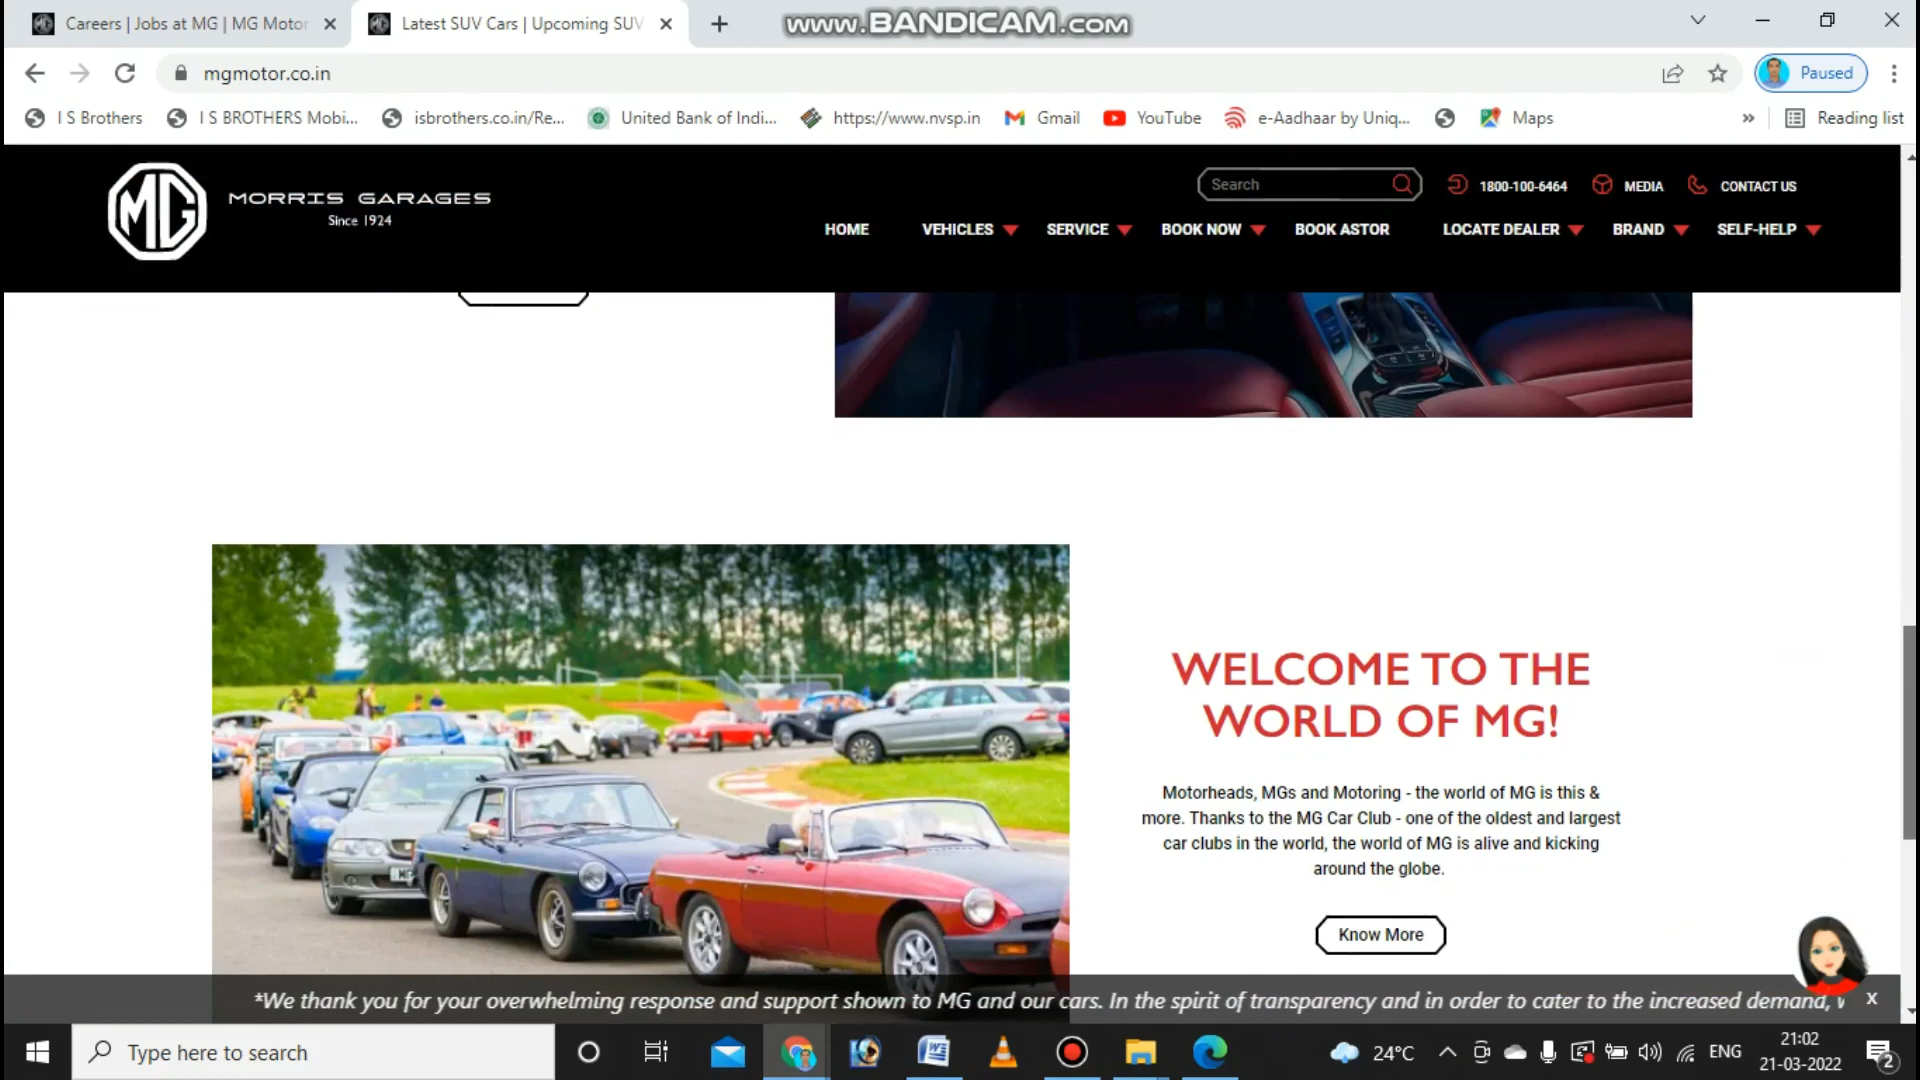 Careers | Jobs at MG | MG Motor
Latest SUV Cars | Upcoming SUV
www.BANDICAM.com
mgmotor.co.in
Paused
I S Brothers
I S BROTHERS Mobi...
isbrothers.co.in/Re...
United Bank of Indi...
https://www.nvsp.in
Gmail
YouTube
e-Aadhaar by Uniq...
Maps
»
Reading list
MG
MORRIS GARAGES
Since 1924
Search
1800-100-6464
MEDIA
CONTACT US
HOME
VEHICLES
SERVICE
BOOK NOW
BOOK ASTOR
LOCATE DEALER
BRAND
SELF-HELP
WELCOME TO THE
WORLD OF MG!
Motorheads, MGs and Motoring - the world of MG is this &
more. Thanks to the MG Car Club - one of the oldest and largest
car clubs in the world, the world of MG is alive and kicking
around the globe.
Know More
*We thank you for your overwhelming response and support shown to MG and our cars. In the spirit of transparency and in order to cater to the increased demand,
x
Type here to search
24°C
ENG
21:02
21-03-2022
2